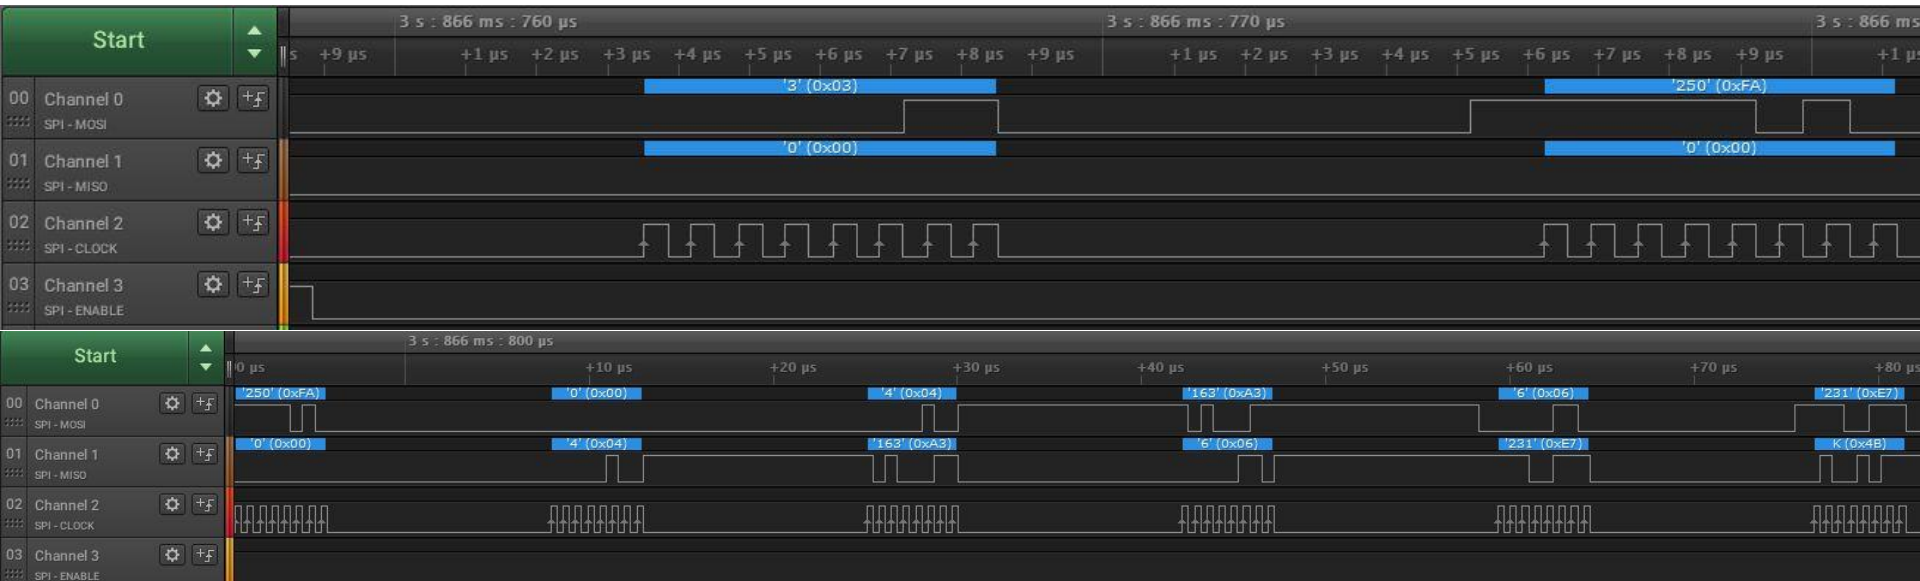 3 s : 866 ms : 760 µs 3 s : 866 ms : 770 µs 3 s : 866 ms
Start
s +9 µs +1 µs +2 µs +3 µs +4 µs +5 µs +6 µs +7 µs +8 µs +9 µs +1 µs +2 µs +3 µs +4 µs +5 µs +6 µs +7 µs +8 µs +9 µs +1 µs
'3' (0x03) '250' (0xFA)
00 Channel 0
SPI - MOSI
'0' (0x00) '0' (0x00)
01 Channel 1
SPI - MISO
02 Channel 2
SPI - CLOCK
03 Channel 3
SPI - ENABLE
3 s : 866 ms : 800 µs
Start
0 µs +10 µs +20 µs +30 µs +40 µs +50 µs +60 µs +70 µs +80 µs
'250' (0xFA) '0' (0x00) '4' (0x04) '163' (0xA3) '6' (0x06) '231' (0xE7)
00 Channel 0
SPI - MOSI
'0' (0x00) '4' (0x04) '163' (0xA3) '6' (0x06) '231' (0xE7) K (0x4B)
01 Channel 1
SPI - MISO
02 Channel 2
SPI - CLOCK
03 Channel 3
SPI - ENABLE